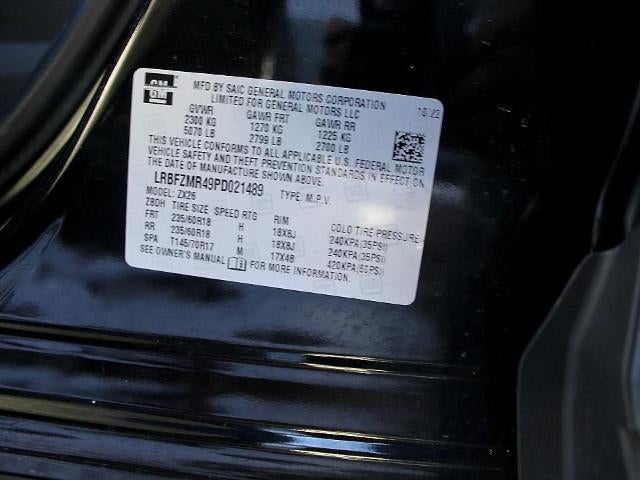 GM
MFD BY SAIC GENERAL MOTORS CORPORATION
LIMITED FOR GENERAL MOTORS LLC
10/22
GVWR GAWR FRT GAWR RR
2300 KG 1270 KG 1225 KG
5070 LB 2799 LB 2700 LB
THIS VEHICLE CONFORMS TO ALL APPLICABLE U.S. FEDERAL MOTOR
VEHICLE SAFETY AND THEFT PREVENTION STANDARDS IN EFFECT ON
THE DATE OF MANUFACTURE SHOWN ABOVE.
LRBFZMR49PD021489 TYPE: M.P.V.
MODEL: ZX26
ZBDH TIRE SIZE SPEED RTG RIM COLD TIRE PRESSURE
FRT 235/60R18 H 18X8J 240KPA(35PSI)
RR 235/60R18 H 18X8J 240KPA(35PSI)
SPA T145/70R17 M 17X4B 420KPA(60PSI)
SEE OWNER'S MANUAL FOR MORE INFORMATION.